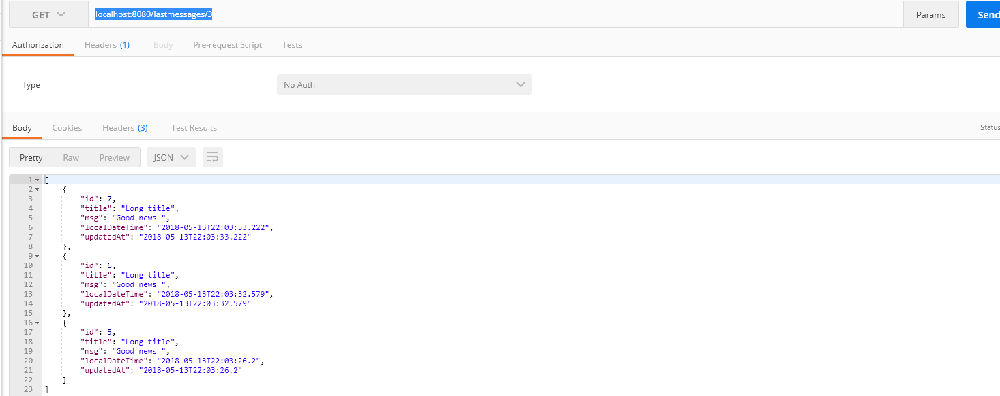 GET localhost:8080/lastmessages/3 Params Send
Authorization Headers (1) Body Pre-request Script Tests
Type No Auth
Body Cookies Headers (3) Test Results Status
Pretty Raw Preview JSON
1 [
2 {
3 "id": 7,
4 "title": "Long title",
5 "msg": "Good news ",
6 "localDateTime": "2018-05-13T22:03:33.222",
7 "updatedAt": "2018-05-13T22:03:33.222"
8 },
9 {
10 "id": 6,
11 "title": "Long title",
12 "msg": "Good news ",
13 "localDateTime": "2018-05-13T22:03:32.579",
14 "updatedAt": "2018-05-13T22:03:32.579"
15 },
16 {
17 "id": 5,
18 "title": "Long title",
19 "msg": "Good news ",
20 "localDateTime": "2018-05-13T22:03:26.2",
21 "updatedAt": "2018-05-13T22:03:26.2"
22 }
23 ]